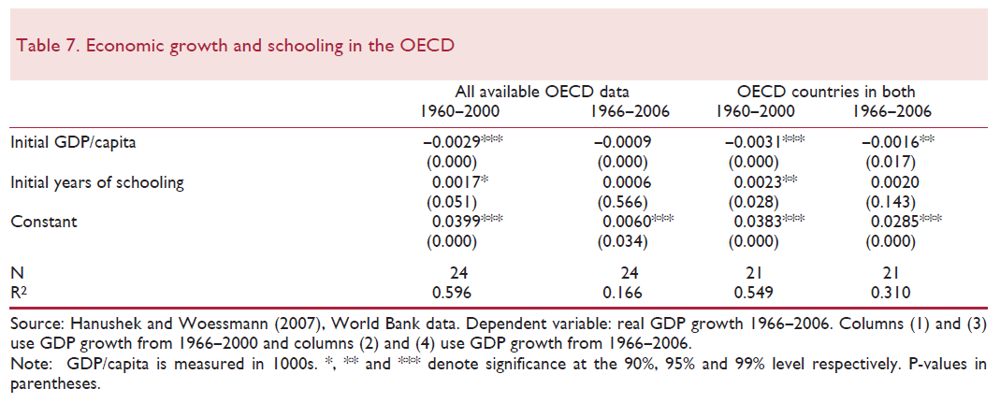 Table 7. Economic growth and schooling in the OECD
All available OECD data OECD countries in both
1960–2000 1966–2006 1960–2000 1966–2006
Initial GDP/capita –0.0029*** –0.0009 –0.0031*** –0.0016**
(0.000) (0.000) (0.000) (0.017)
Initial years of schooling 0.0017* 0.0006 0.0023** 0.0020
(0.051) (0.566) (0.028) (0.143)
Constant 0.0399*** 0.0060*** 0.0383*** 0.0285***
(0.000) (0.034) (0.000) (0.000)
N 24 24 21 21
R2 0.596 0.166 0.549 0.310
Source: Hanushek and Woessmann (2007), World Bank data. Dependent variable: real GDP growth 1966–2006. Columns (1) and (3)
use GDP growth from 1966–2000 and columns (2) and (4) use GDP growth from 1966–2006.
Note: GDP/capita is measured in 1000s. *, ** and *** denote significance at the 90%, 95% and 99% level respectively. P-values in
parentheses.